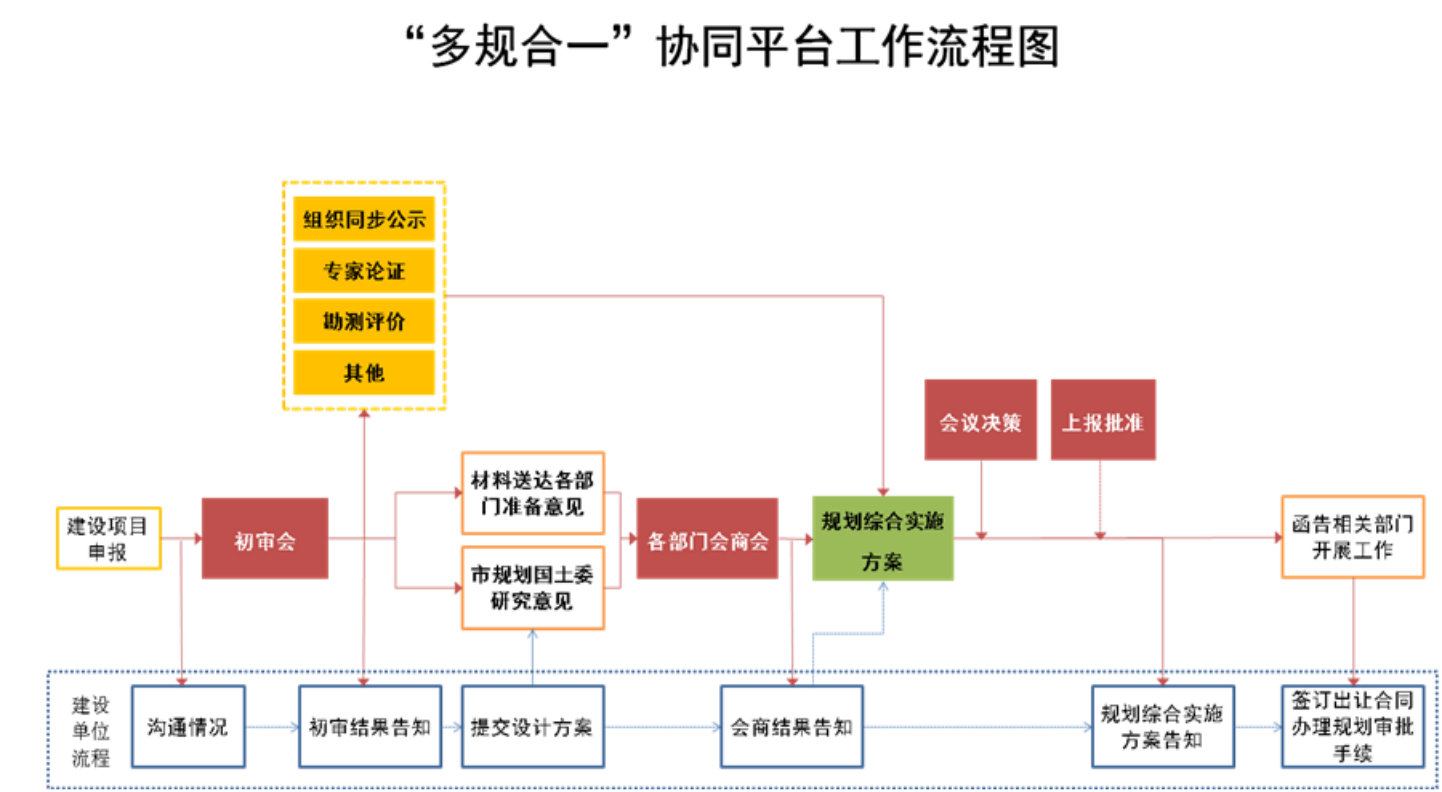 “多规合一”协同平台工作流程图
组织同步公示
专家论证
勘测评价
其他
会议决策
上报批准
材料送达各部
门准备意见
建设项目
申报
初审会
各部门会商会
规划综合实施
方案
函告相关部门
开展工作
市规划国土委
研究意见
建设
单位
流程
沟通情况
初审结果告知
提交设计方案
会商结果告知
规划综合实施
方案告知
签订出让合同
办理规划审批
手续